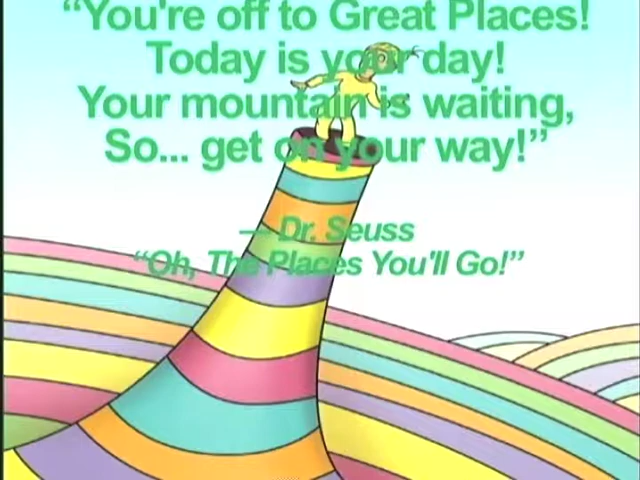 “You're off to Great Places!
Today is your day!
Your mountain is waiting,
So... get on your way!”
— Dr. Seuss
“Oh, The Places You'll Go!”